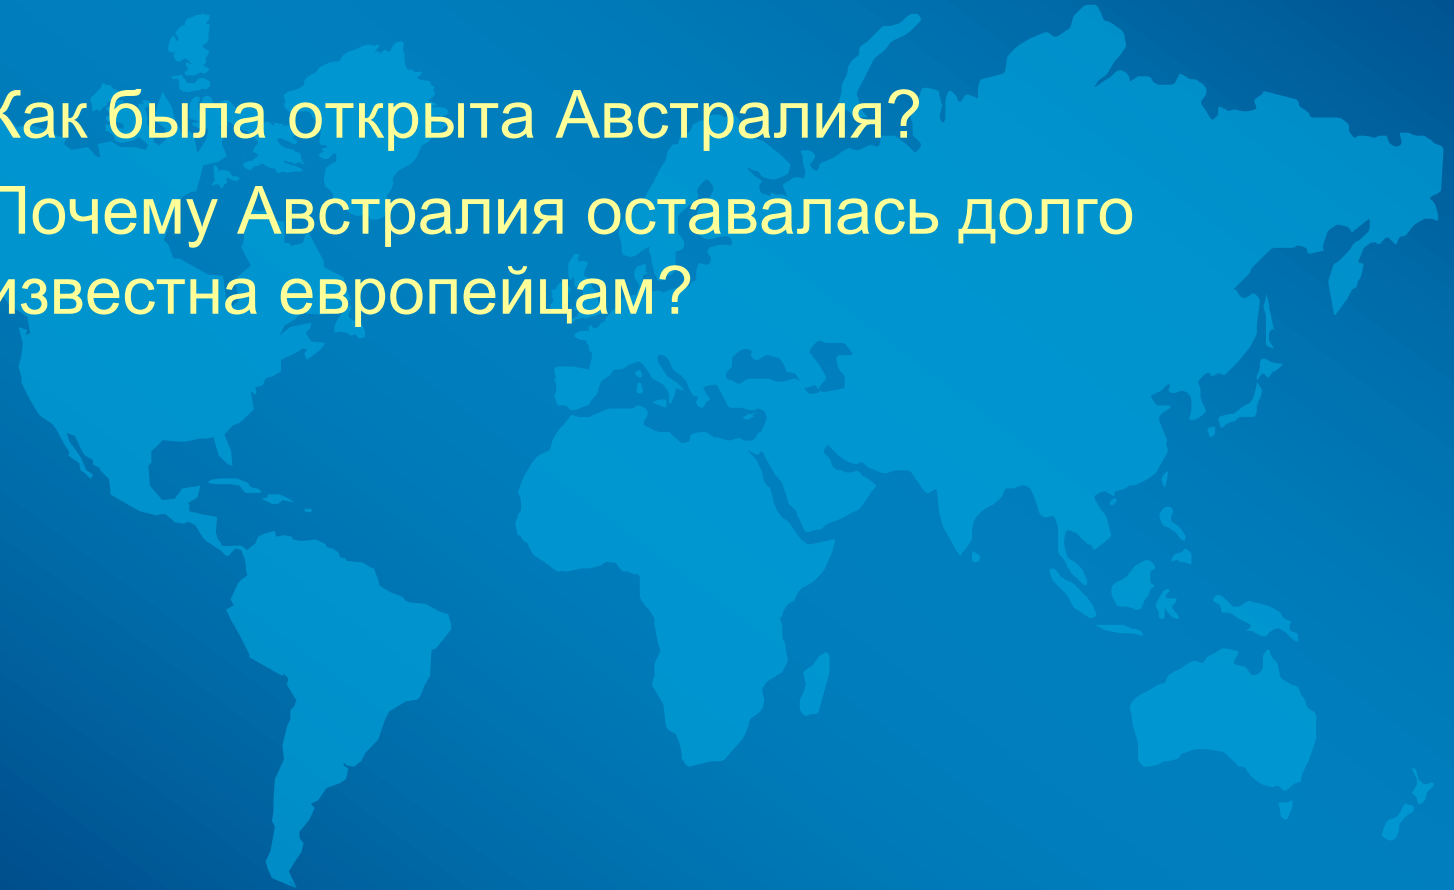 Как была открыта Австралия?
Почему Австралия оставалась долго
известна европейцам?